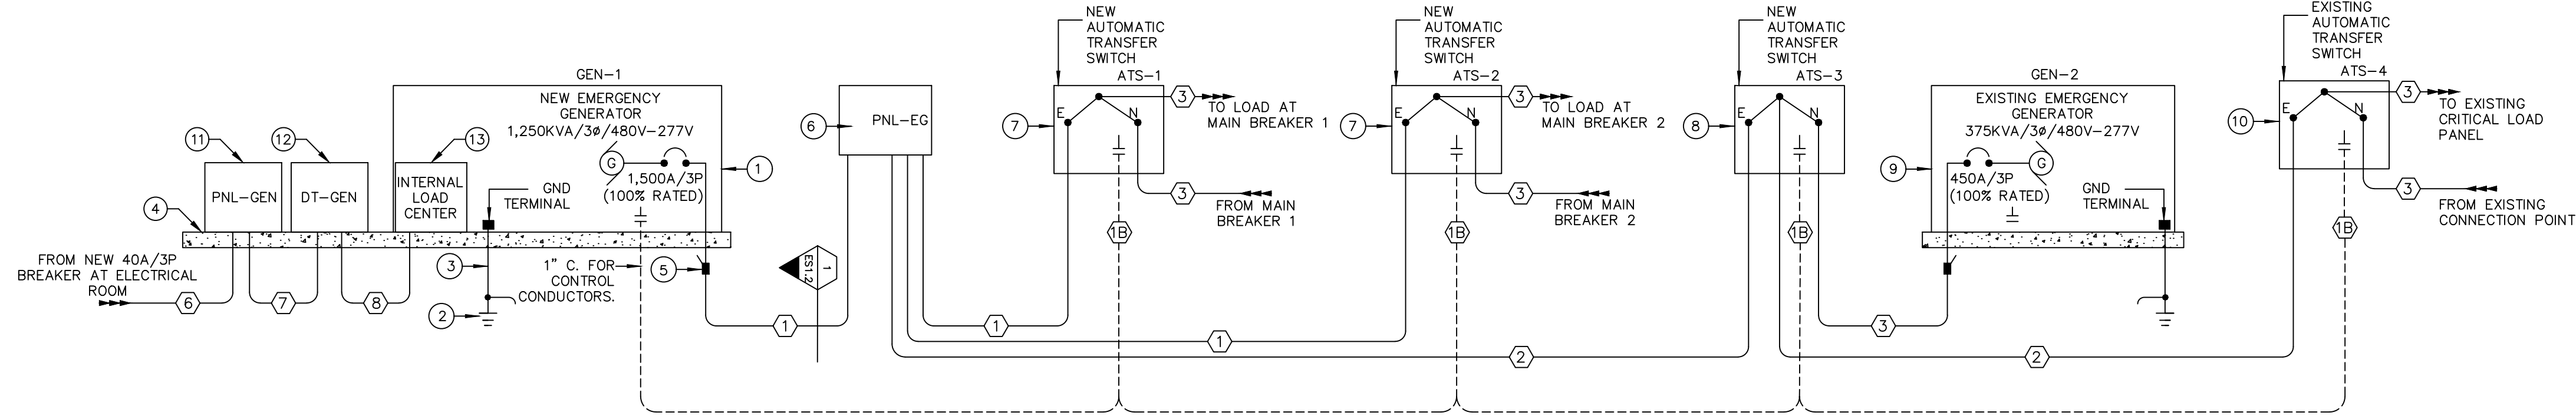 GEN-1
NEW EMERGENCY
GENERATOR
1,250KVA/3ø/480V-277V
G
1,500A/3P
(100% RATED)
1
11
12
13
PNL-GEN
DT-GEN
INTERNAL
LOAD
CENTER
GND
TERMINAL
4
FROM NEW 40A/3P
BREAKER AT ELECTRICAL
ROOM
6
7
8
3
2
1" C. FOR
CONTROL
CONDUCTORS.
5
1
ES1.2
1
6
PNL-EG
NEW
AUTOMATIC
TRANSFER
SWITCH
ATS-1
E
N
7
3
TO LOAD AT
MAIN BREAKER 1
3
FROM MAIN
BREAKER 1
1B
1
NEW
AUTOMATIC
TRANSFER
SWITCH
ATS-2
E
N
7
3
TO LOAD AT
MAIN BREAKER 2
3
FROM MAIN
BREAKER 2
1B
1
2
NEW
AUTOMATIC
TRANSFER
SWITCH
ATS-3
E
N
8
1B
3
GEN-2
EXISTING EMERGENCY
GENERATOR
375KVA/3ø/480V-277V
G
450A/3P
(100% RATED)
9
GND
TERMINAL
2
EXISTING
AUTOMATIC
TRANSFER
SWITCH
ATS-4
E
N
10
3
TO EXISTING
CRITICAL LOAD
PANEL
3
FROM EXISTING
CONNECTION POINT
1B